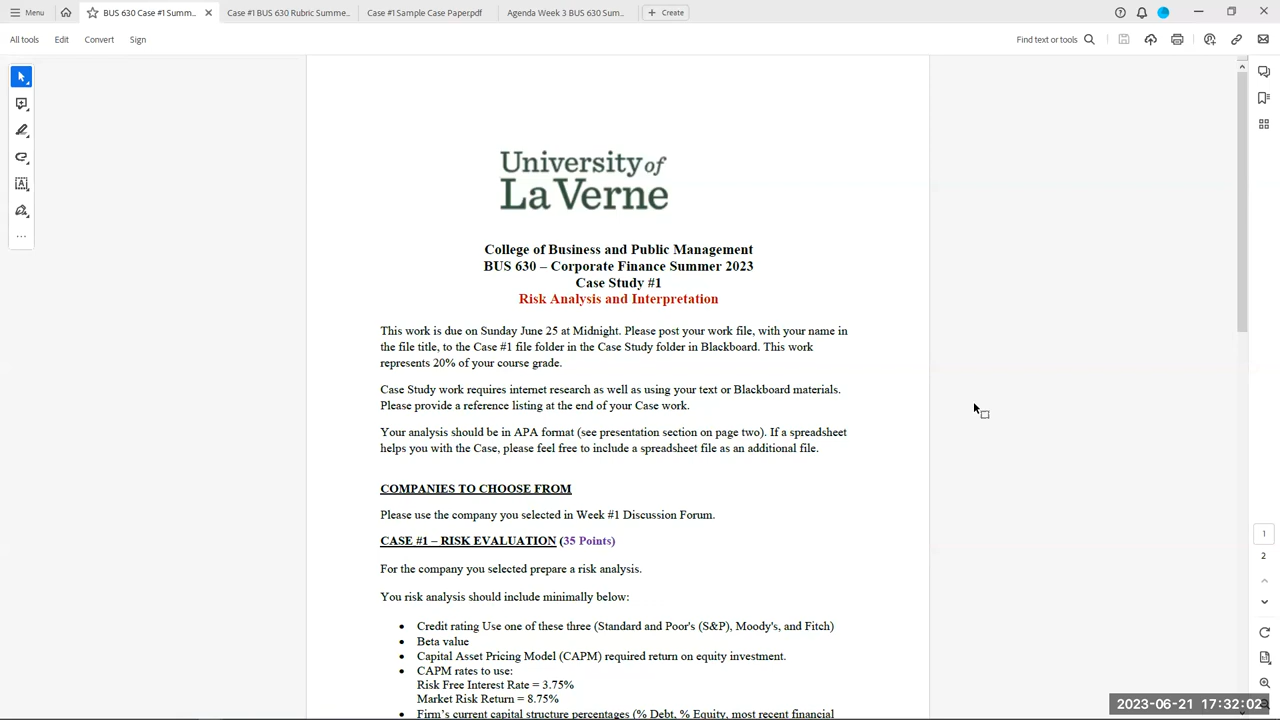 Menu
BUS 630 Case #1 Summ...
Case #1 BUS 630 Rubric Summe...
Case #1 Sample Case Paper.pdf
Agenda Week 3 BUS 630 Sum...
Create
All tools
Edit
Convert
Sign
Find text or tools
University of
La Verne
College of Business and Public Management
BUS 630 – Corporate Finance Summer 2023
Case Study #1
Risk Analysis and Interpretation
This work is due on Sunday June 25 at Midnight. Please post your work file, with your name in
the file title, to the Case #1 file folder in the Case Study folder in Blackboard. This work
represents 20% of your course grade.
Case Study work requires internet research as well as using your text or Blackboard materials.
Please provide a reference listing at the end of your Case work.
Your analysis should be in APA format (see presentation section on page two). If a spreadsheet
helps you with the Case, please feel free to include a spreadsheet file as an additional file.
COMPANIES TO CHOOSE FROM
Please use the company you selected in Week #1 Discussion Forum.
CASE #1 – RISK EVALUATION (35 Points)
For the company you selected prepare a risk analysis.
You risk analysis should include minimally below:
• Credit rating Use one of these three (Standard and Poor's (S&P), Moody's, and Fitch)
• Beta value
• Capital Asset Pricing Model (CAPM) required return on equity investment.
• CAPM rates to use:
Risk Free Interest Rate = 3.75%
Market Risk Return = 8.75%
• Firm's current capital structure percentages (% Debt, % Equity, most recent financial
1
2
2023-06-21 17:32:02